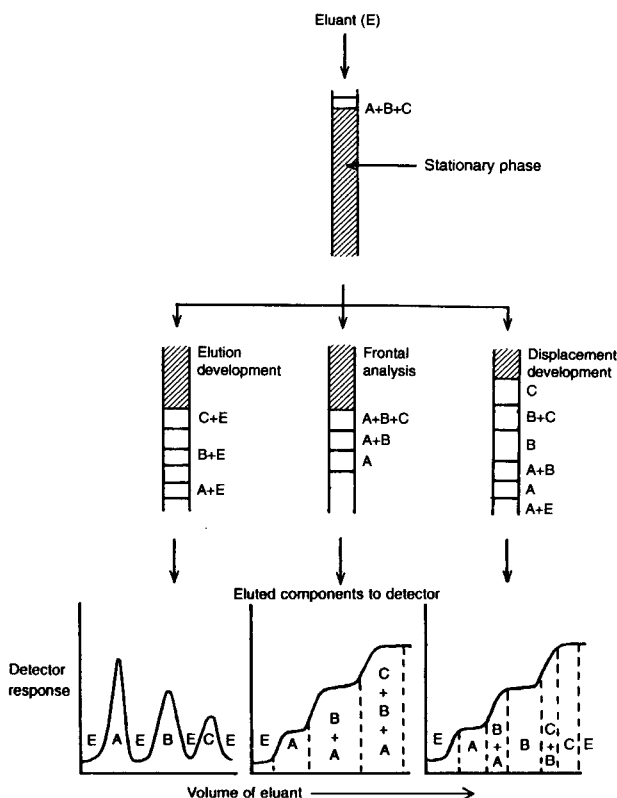 Eluant (E)
A+B+C
Stationary phase
Elution
development
C+E
B+E
A+E
Frontal
analysis
A+B+C
A+B
A
Displacement
development
C
B+C
B
A+B
A
A+E
Eluted components to detector
Detector
response
E A E B E C E
E
A
B
+
A
C
+
B
+
A
E
A
B
+
A
B
C
+
B
C
E
Volume of eluant